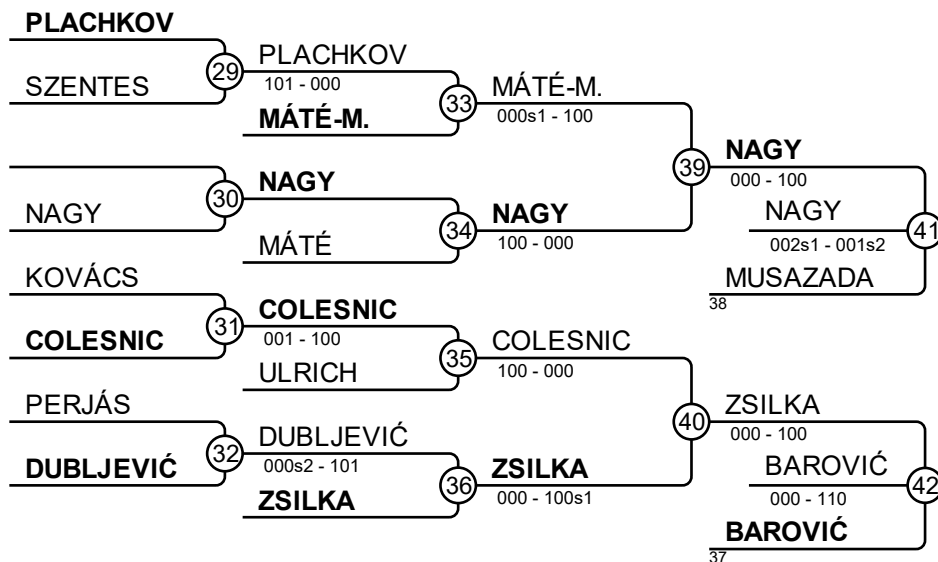 PLACHKOV
29
SZENTES
PLACHKOV
101 - 000
33
MÁTÉ-M.
MÁTÉ-M.
000s1 - 100
39
30
NAGY
NAGY
34
MÁTÉ
NAGY
100 - 000
NAGY
000 - 100
NAGY
41
002s1 - 001s2
MUSAZADA
38
KOVÁCS
31
COLESNIC
COLESNIC
001 - 100
35
ULRICH
COLESNIC
100 - 000
40
PERJÁS
32
DUBLJEVIĆ
DUBLJEVIĆ
000s2 - 101
36
ZSILKA
ZSILKA
000 - 100s1
ZSILKA
000 - 100
BAROVIĆ
42
000 - 110
BAROVIĆ
37